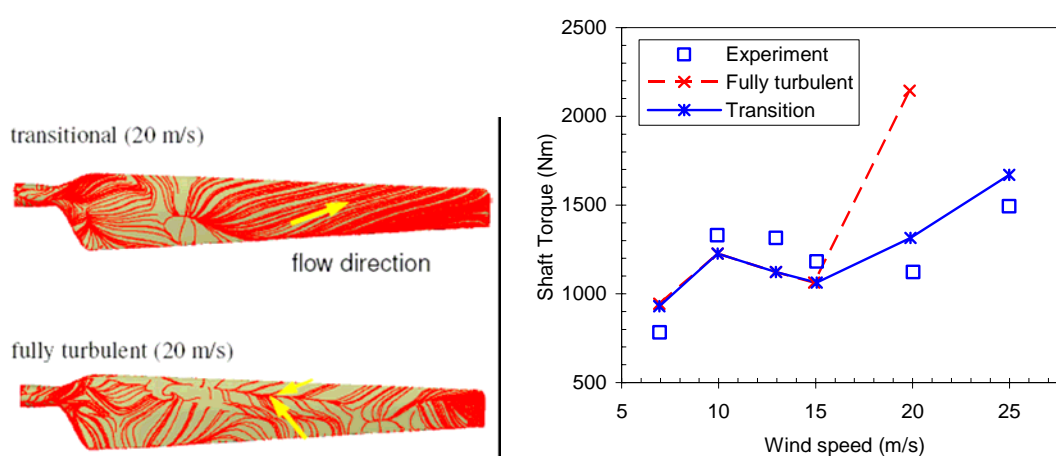 transitional (20 m/s)
flow direction
fully turbulent (20 m/s)
2500
2000
1500
1000
500
Shaft Torque (Nm)
Experiment
Fully turbulent
Transition
5 10 15 20 25
Wind speed (m/s)